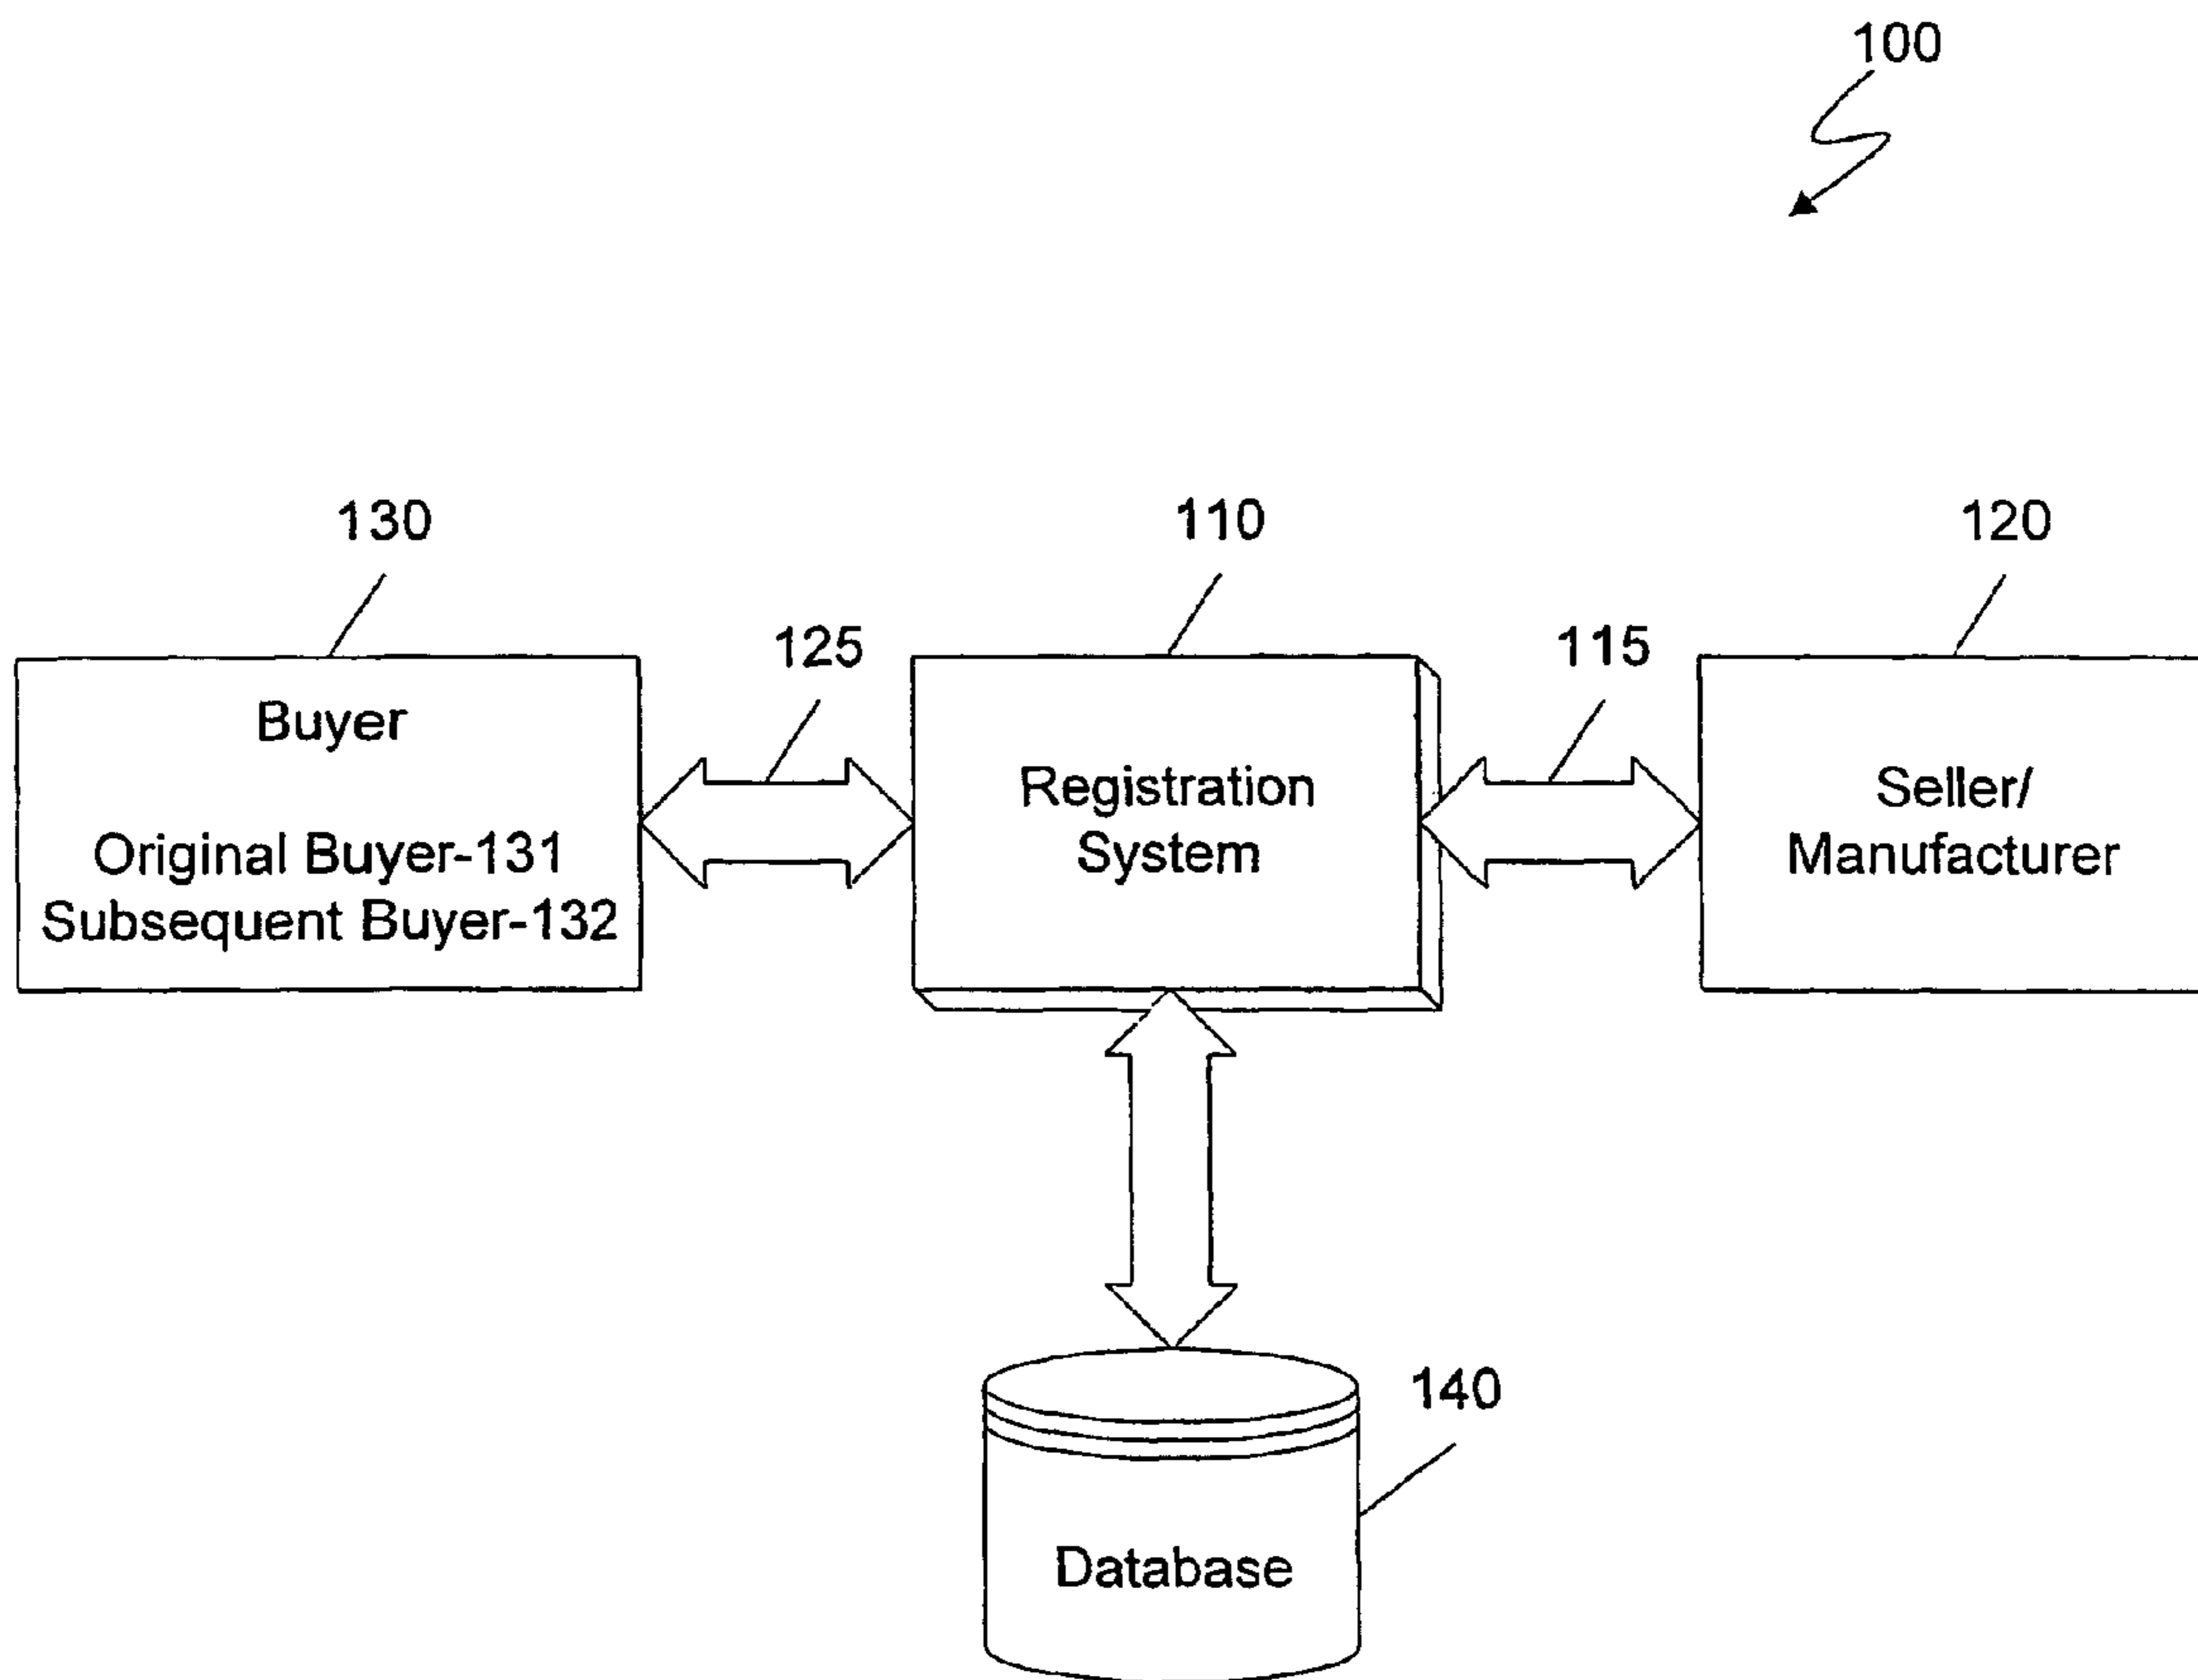 100
130
110
120
125
115
Buyer
Original Buyer-131
Subsequent Buyer-132
Registration
System
Seller/
Manufacturer
140
Database